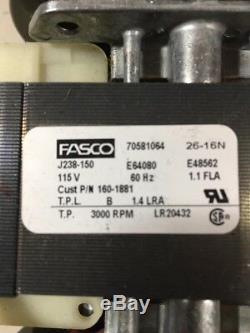 FASCO 70581064 26-16N
J238-150 E64080 E48562
115 V 60 Hz 1.1 FLA
Cust P/N 160-1881
T.P.L. B 1.4 LRA
T.P. 3000 RPM LR20432